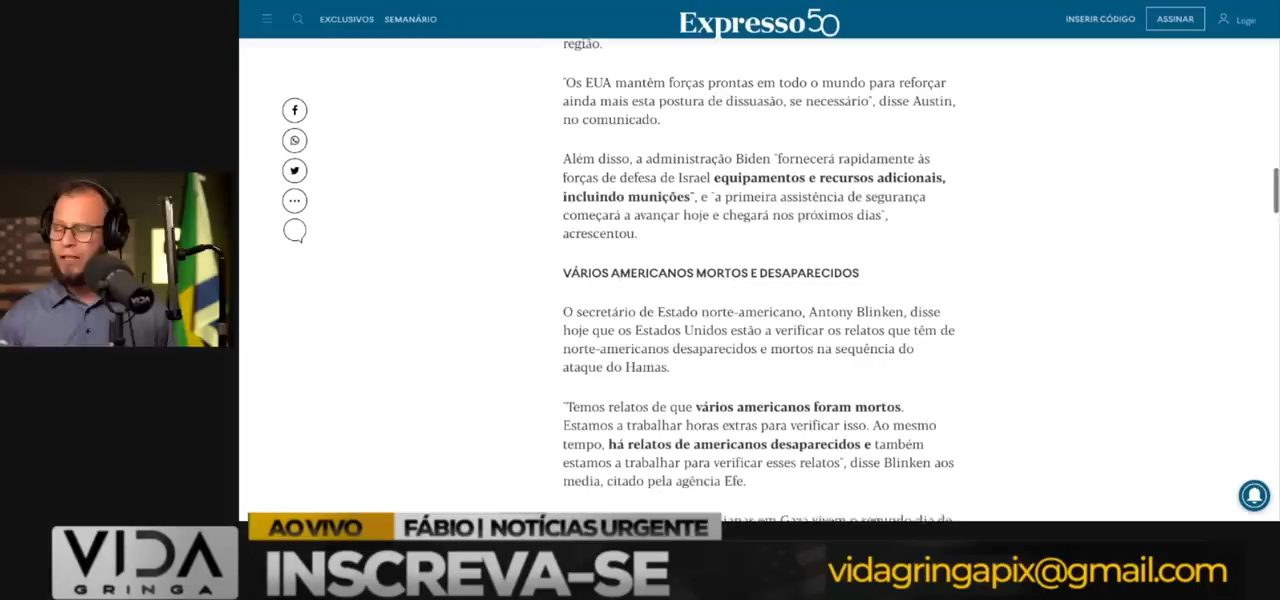 EXCLUSIVOS SEMANÁRIO
Expresso50
INSERIR CÓDIGO
ASSINAR
Login
região.
"Os EUA mantêm forças prontas em todo o mundo para reforçar
ainda mais esta postura de dissuasão, se necessário", disse Austin,
no comunicado.
Além disso, a administração Biden "fornecerá rapidamente às
forças de defesa de Israel equipamentos e recursos adicionais,
incluindo munições", e "a primeira assistência de segurança
começará a avançar hoje e chegará nos próximos dias",
acrescentou.
VÁRIOS AMERICANOS MORTOS E DESAPARECIDOS
O secretário de Estado norte-americano, Antony Blinken, disse
hoje que os Estados Unidos estão a verificar os relatos que têm de
norte-americanos desaparecidos e mortos na sequência do
ataque do Hamas.
"Temos relatos de que vários americanos foram mortos.
Estamos a trabalhar horas extras para verificar isso. Ao mesmo
tempo, há relatos de americanos desaparecidos e também
estamos a trabalhar para verificar esses relatos", disse Blinken aos
media, citado pela agência Efe.
em Gaza vivem o segundo dia de
VIDA
AO VIVO
FÁBIO | NOTÍCIAS URGENTE
VIDA
GRINGA
INSCREVA-SE
vidagringapix@gmail.com